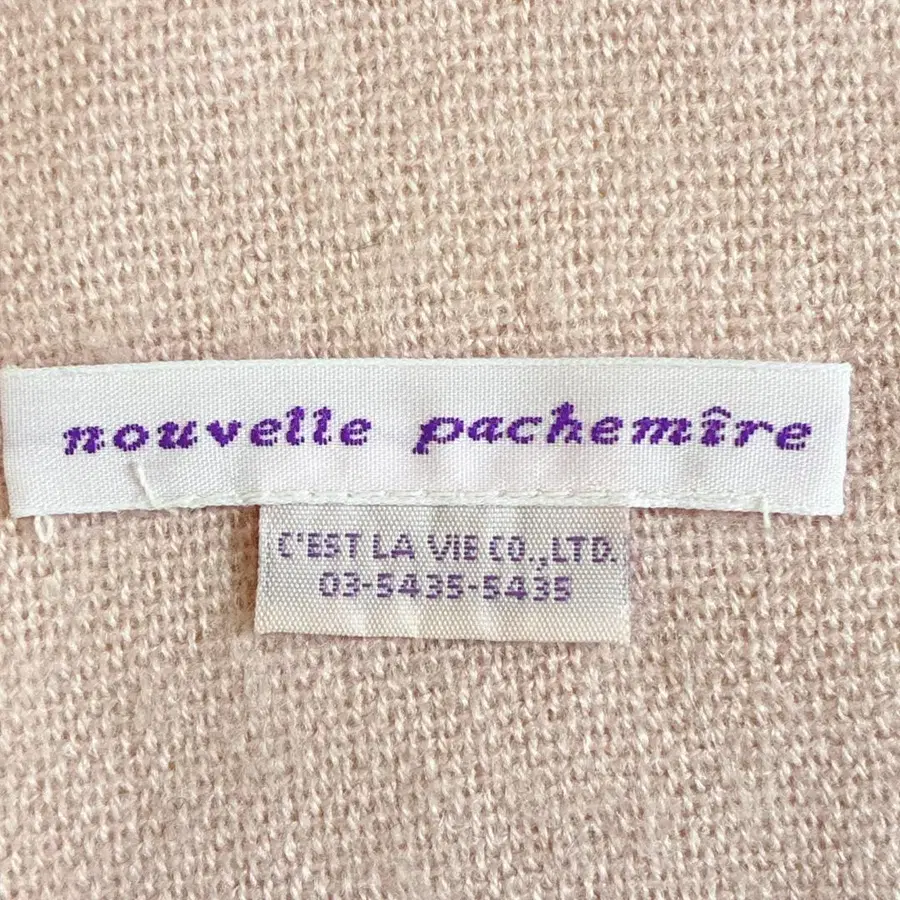 nouvelle pachemîre
C'EST LA VIE CO.,LTD.
03-5435-5435